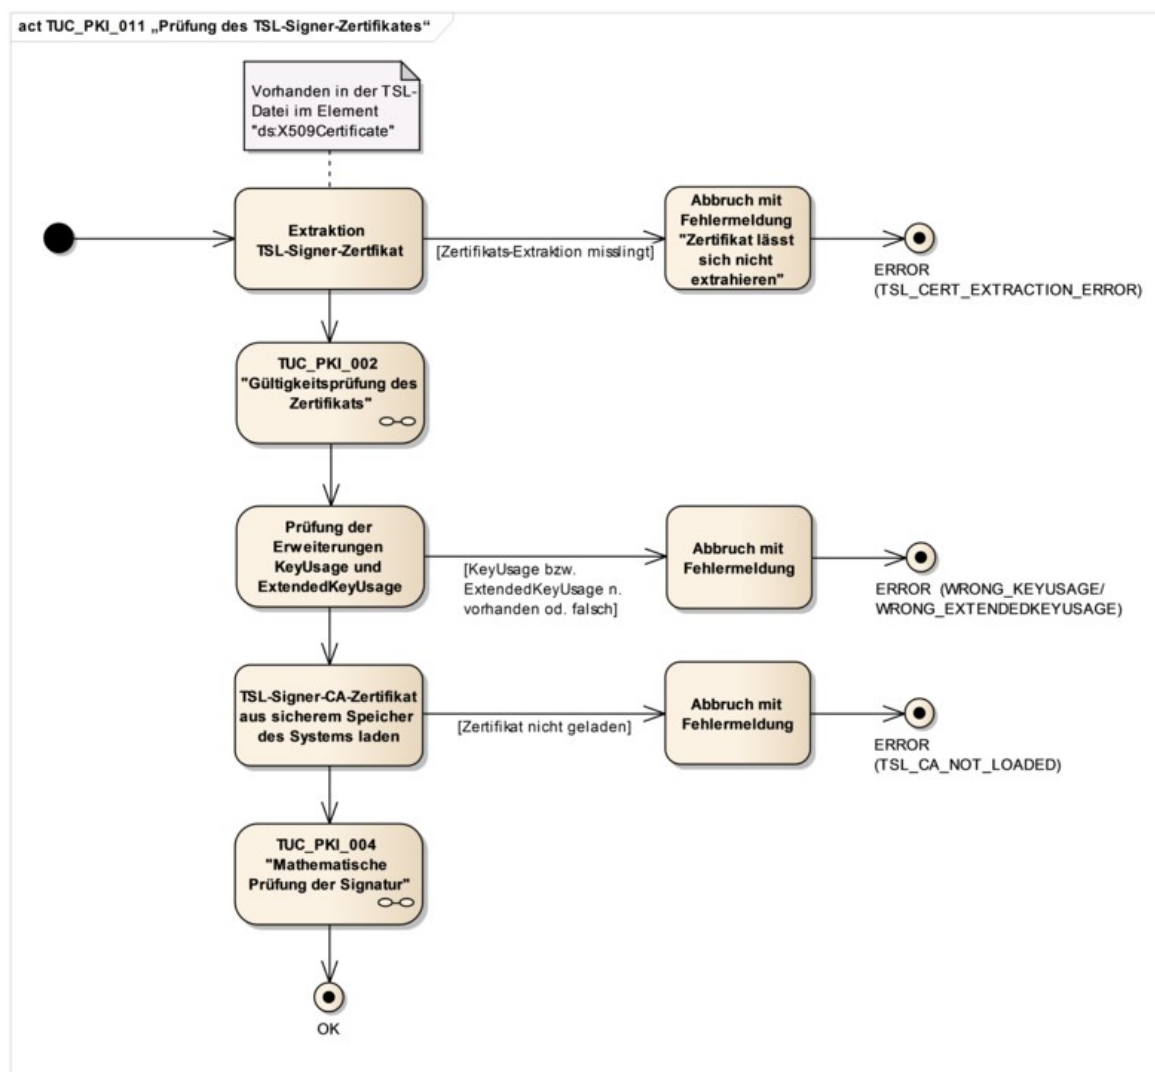 act TUC_PKI_011 „Prüfung des TSL-Signer-Zertifikates“
Vorhanden in der TSL-
Datei im Element
"ds:X509Certificate"
Extraktion
TSL-Signer-Zertfikat
[Zertifikats-Extraktion misslingt]
Abbruch mit
Fehlermeldung
"Zertifikat lässt
sich nicht
extrahieren"
ERROR
(TSL_CERT_EXTRACTION_ERROR)
TUC_PKI_002
"Gültigkeitsprüfung des
Zertifikats"
Prüfung der
Erweiterungen
KeyUsage und
ExtendedKeyUsage
[KeyUsage bzw.
ExtendedKeyUsage n.
vorhanden od. falsch]
Abbruch mit
Fehlermeldung
ERROR (WRONG_KEYUSAGE/
WRONG_EXTENDEDKEYUSAGE)
TSL-Signer-CA-Zertifikat
aus sicherem Speicher
des Systems laden
[Zertifikat nicht geladen]
Abbruch mit
Fehlermeldung
ERROR
(TSL_CA_NOT_LOADED)
TUC_PKI_004
"Mathematische
Prüfung der Signatur"
OK